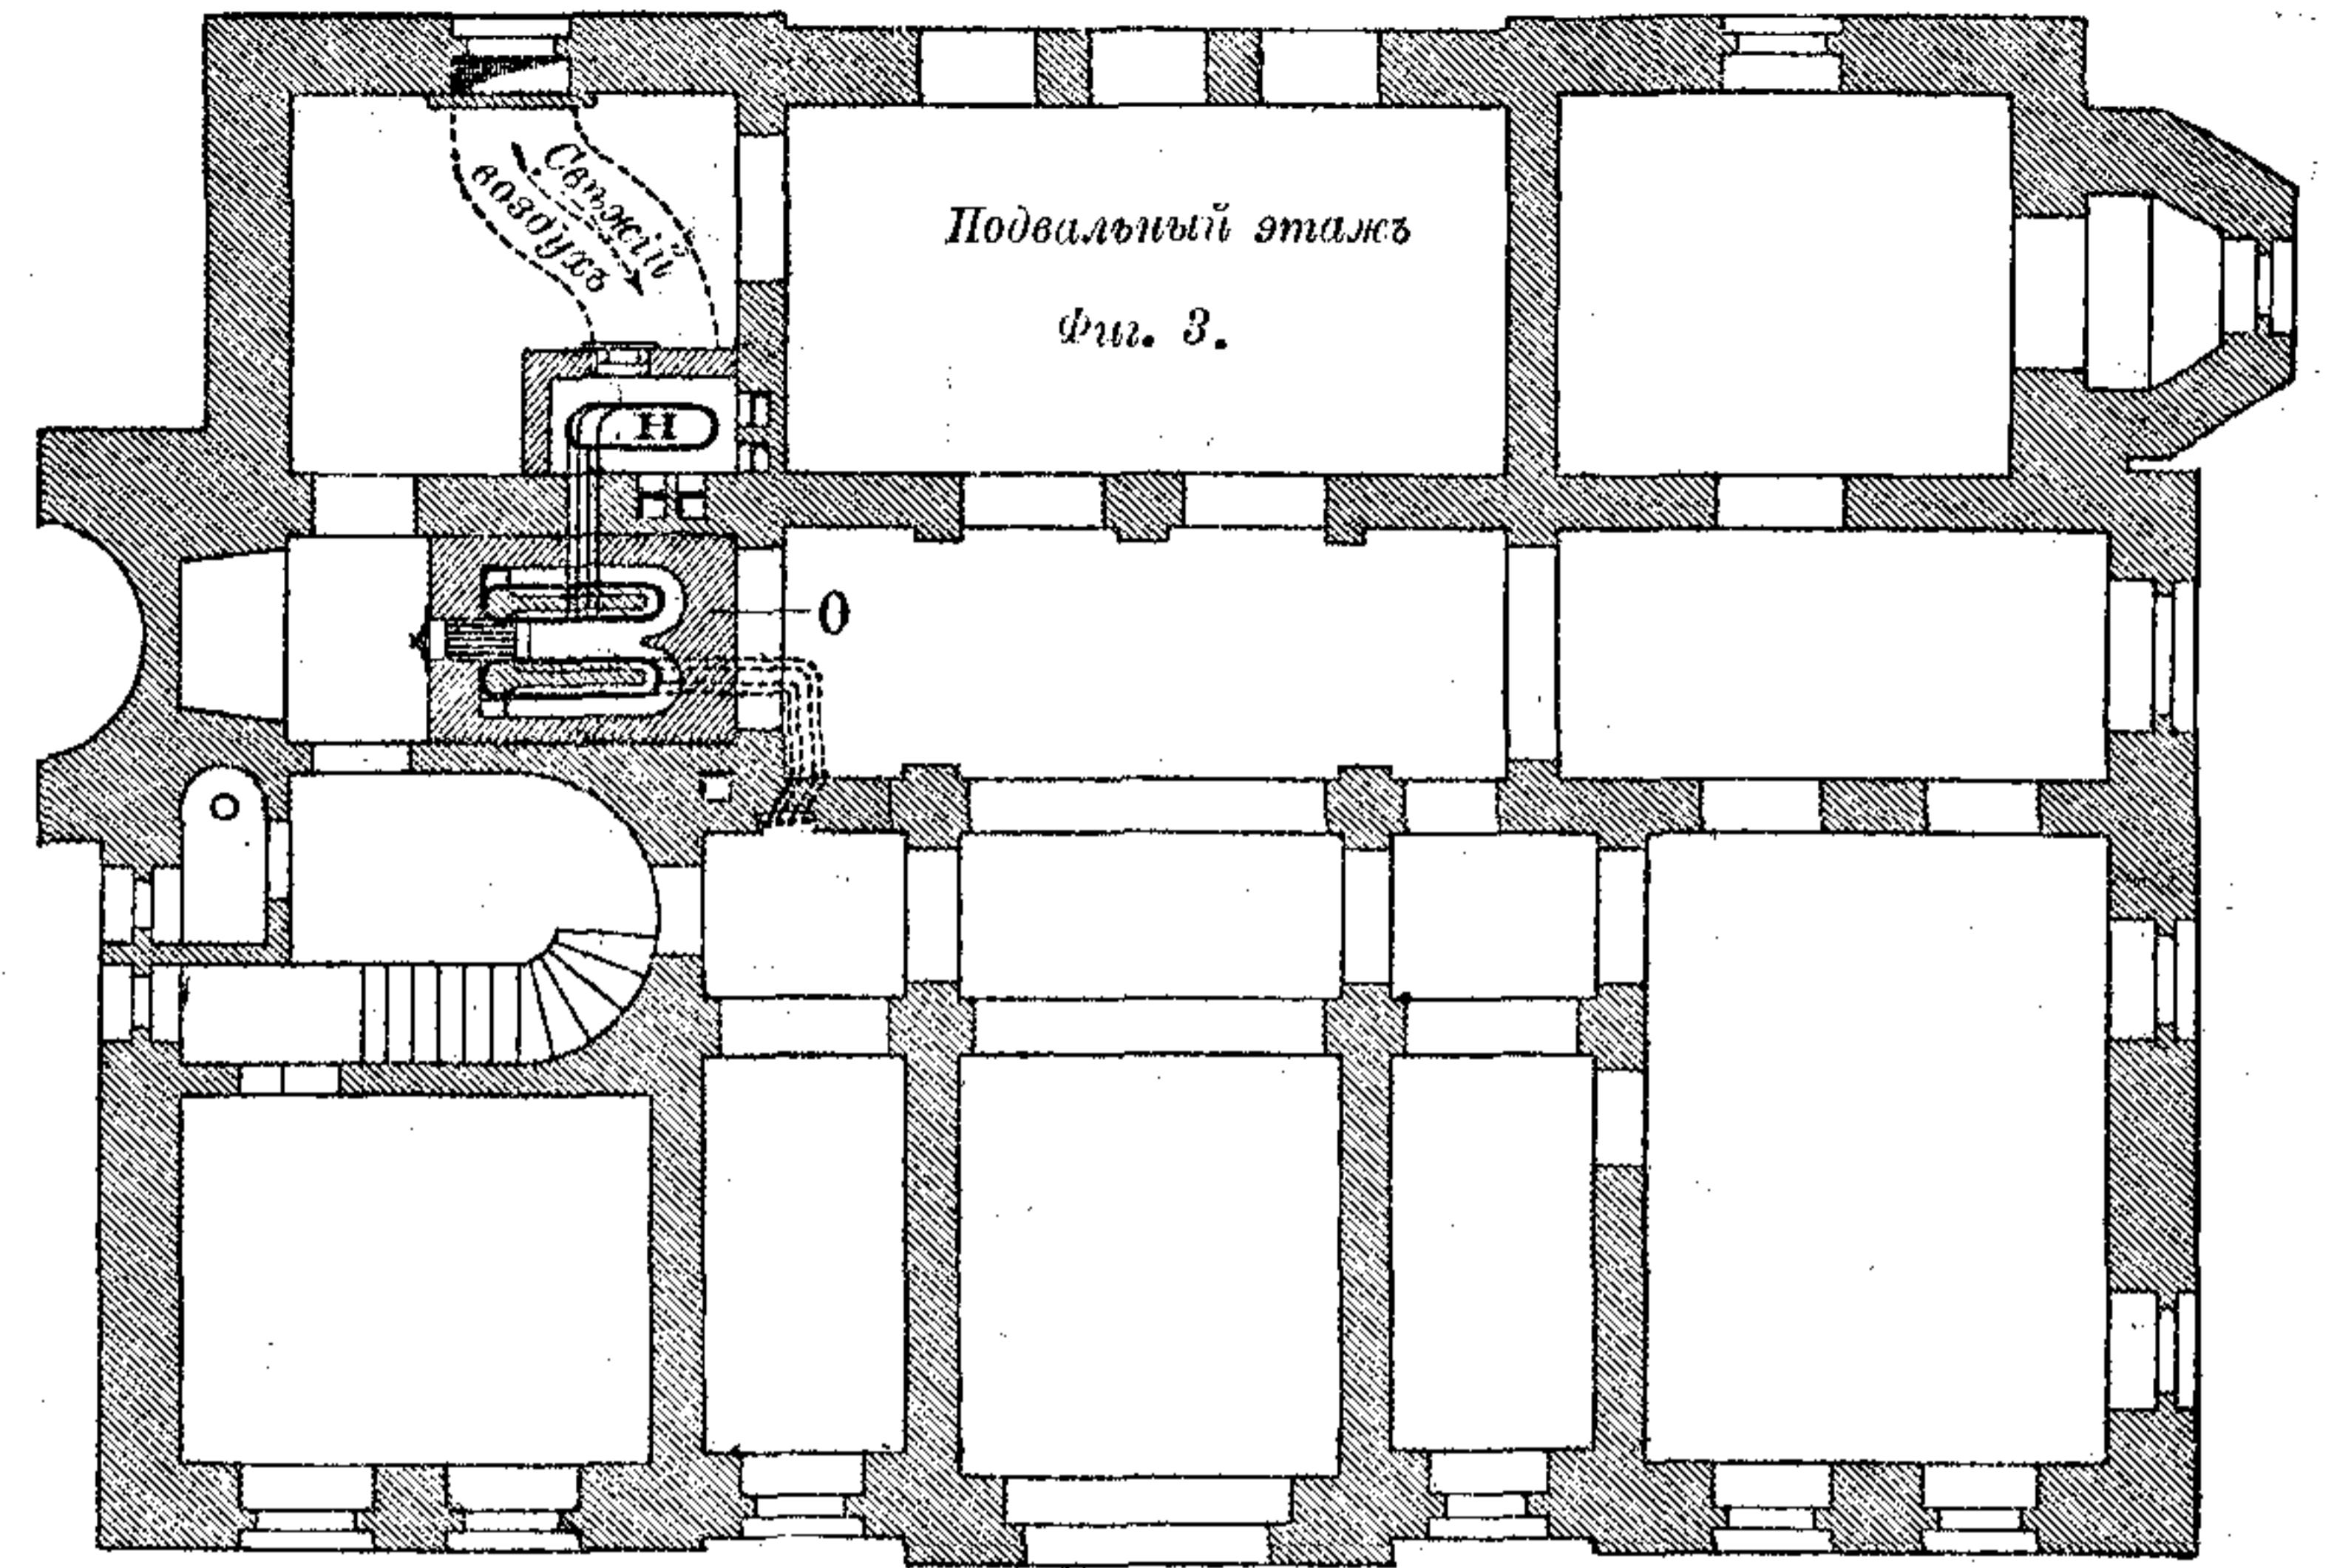 Свѣжій
воздухъ
Подвальный этажъ
Фиг. 3.
Н
О